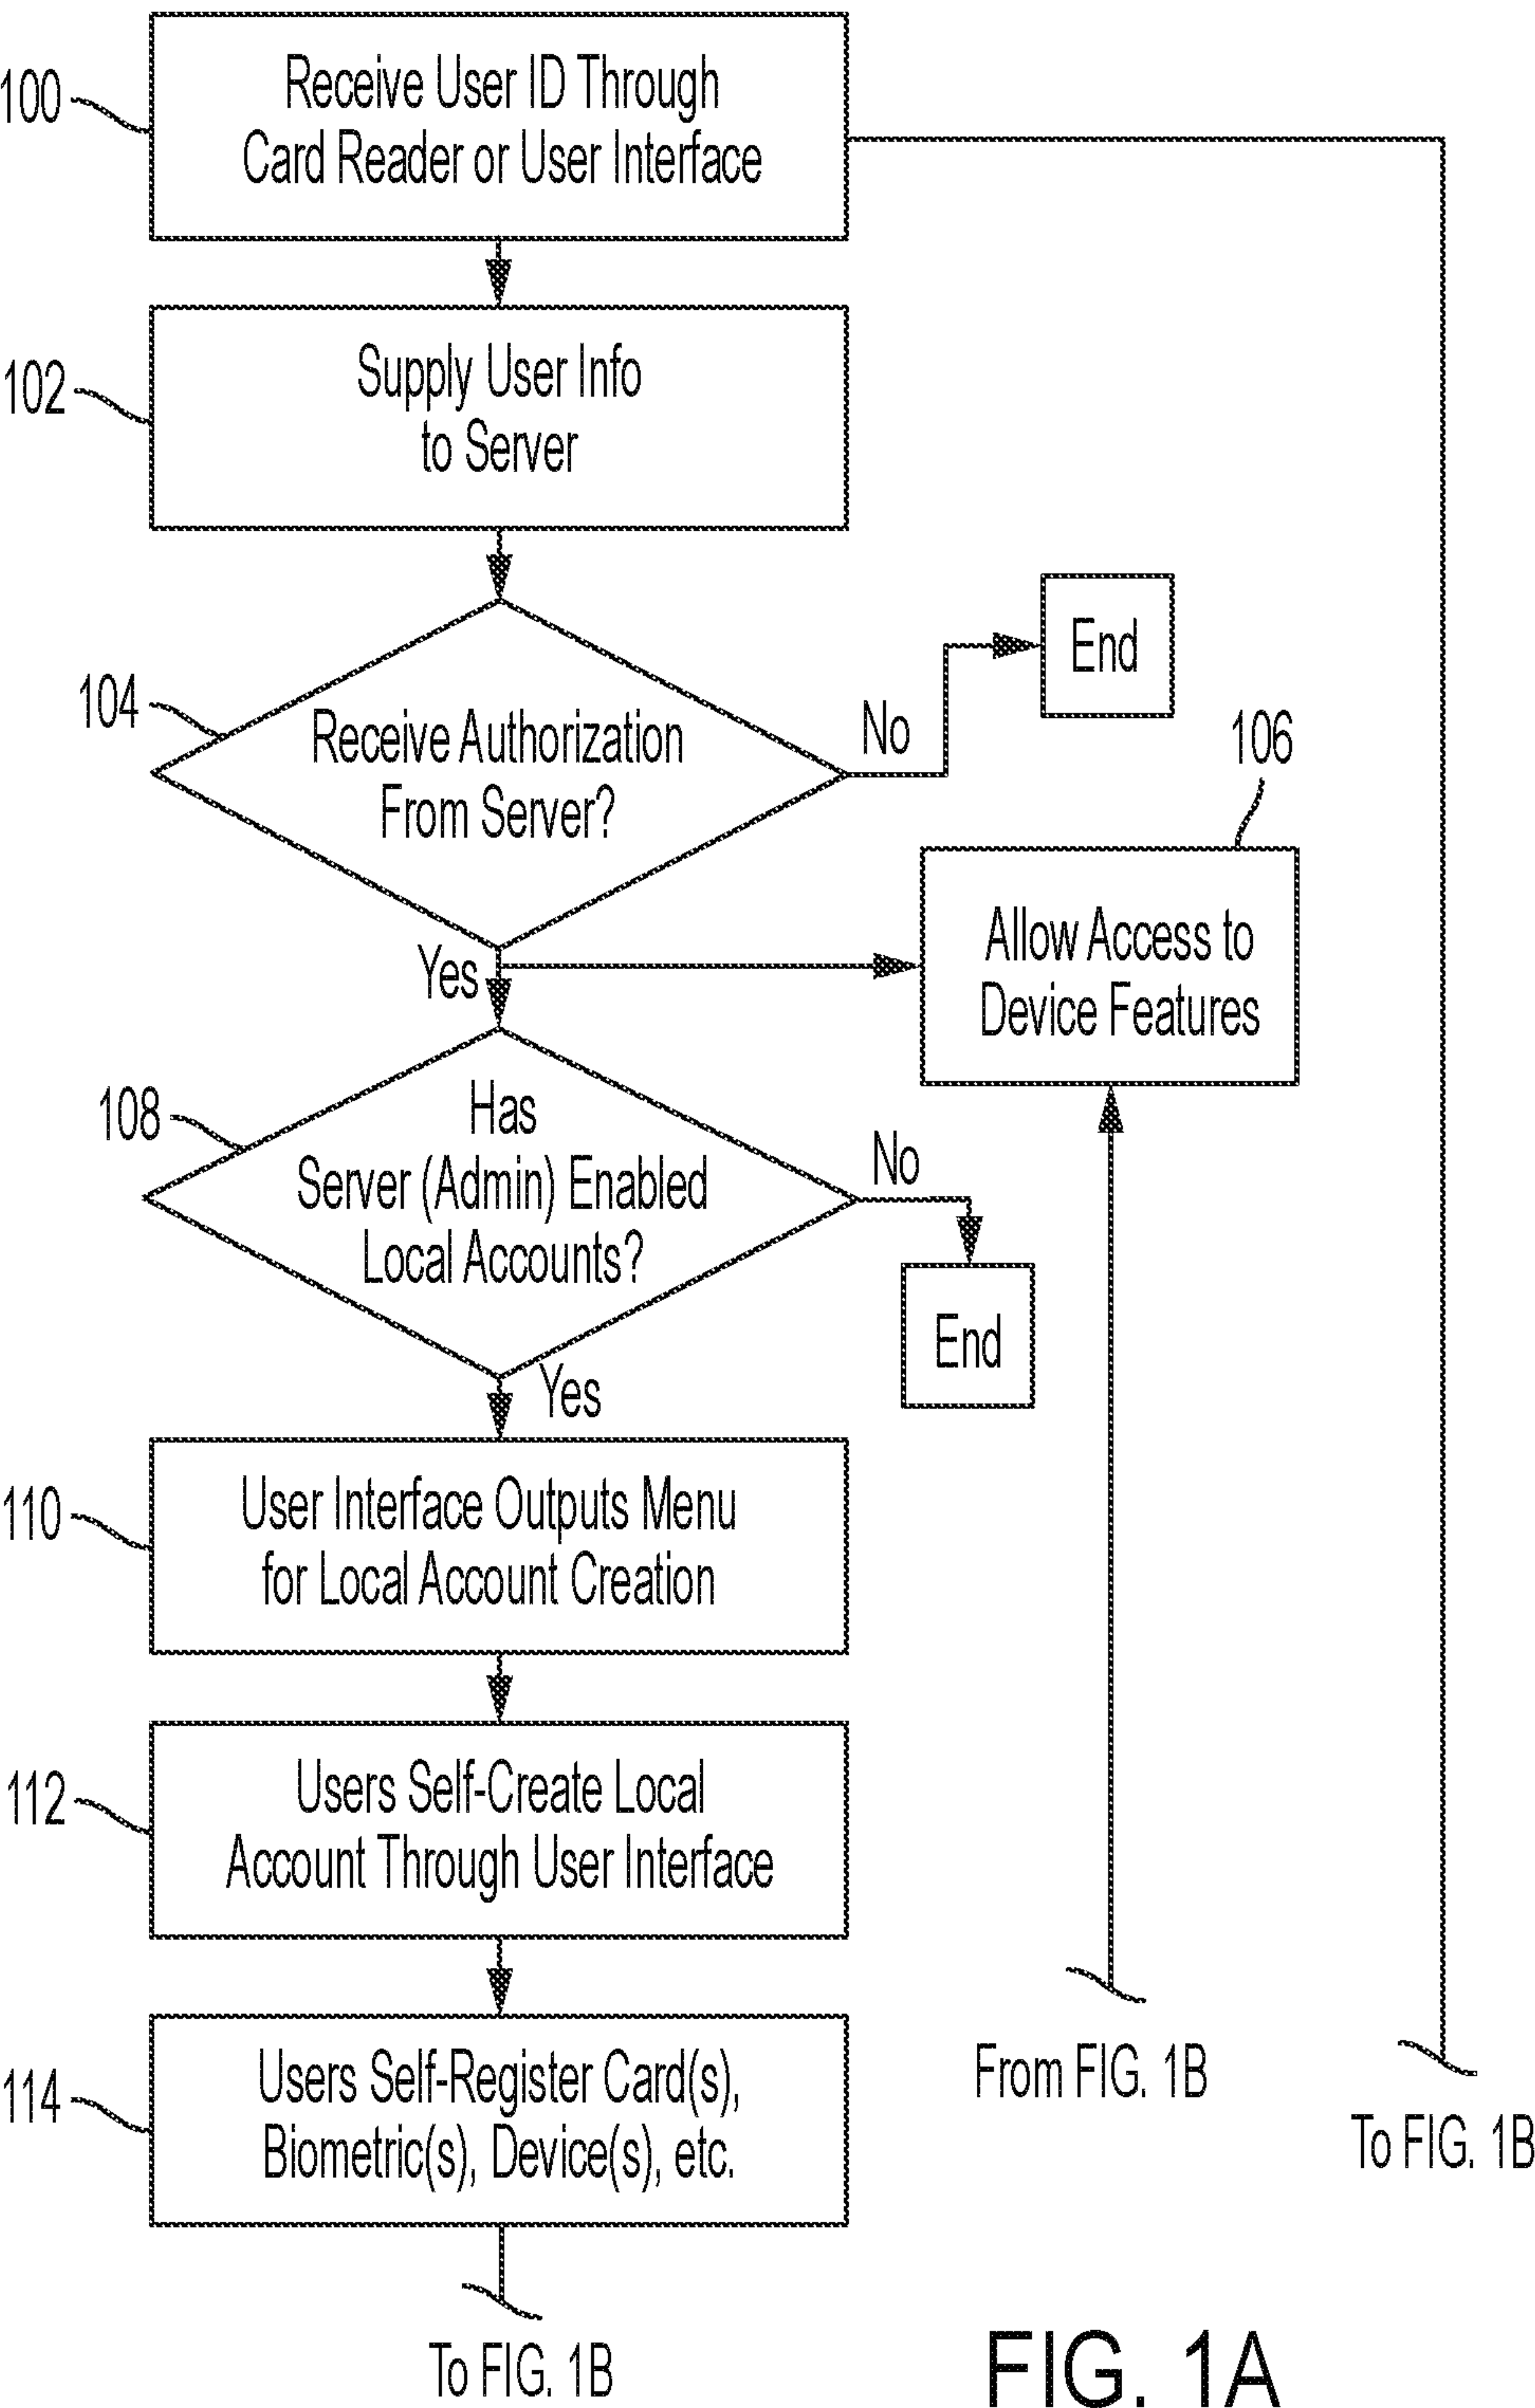 100
Receive User ID Through
Card Reader or User Interface
102
Supply User Info
to Server
End
104
Receive Authorization
From Server?
No
106
Yes
Allow Access to
Device Features
108
Has
Server (Admin) Enabled
Local Accounts?
No
End
Yes
110
User Interface Outputs Menu
for Local Account Creation
112
Users Self-Create Local
Account Through User Interface
114
Users Self-Register Card(s),
Biometric(s), Device(s), etc.
From FIG. 1B
To FIG. 1B
To FIG. 1B
FIG. 1A